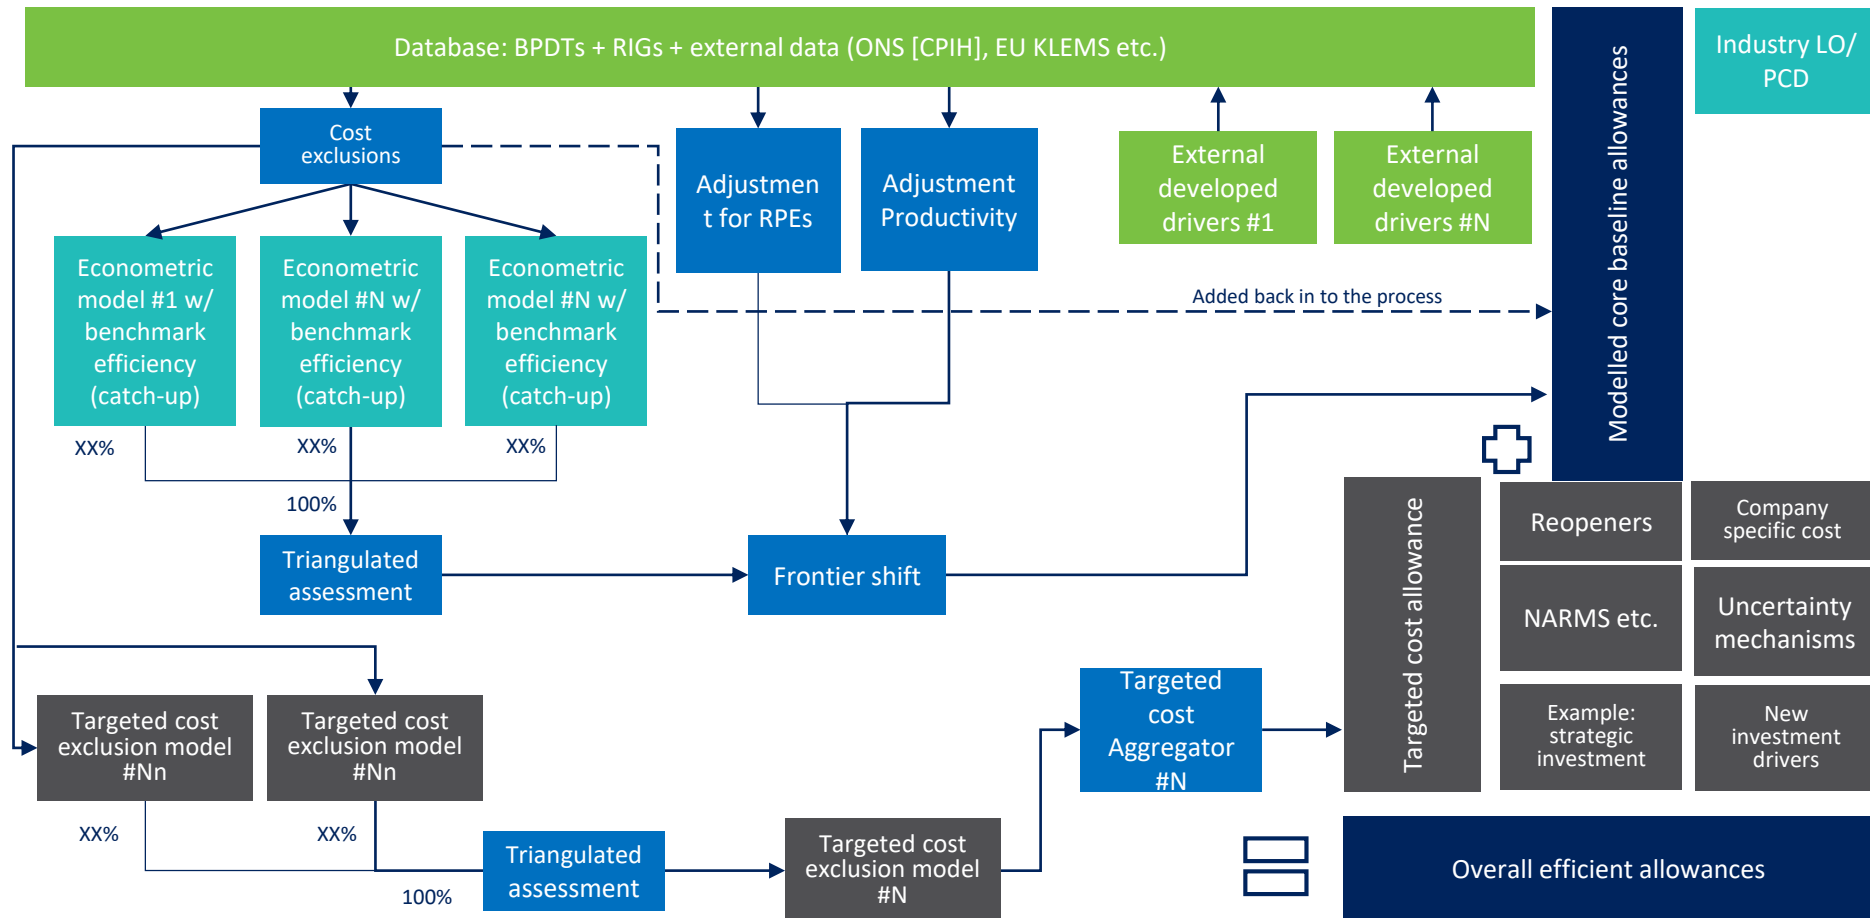 Database: BPDTs + RIGs + external data (ONS [CPIH], EU KLEMS etc.)
Modelled core baseline allowances
Industry LO/
PCD
Cost
exclusions
Adjustmen
t for RPEs
Adjustment
Productivity
External
developed
drivers #1
External
developed
drivers #N
Econometric
model #1 w/
benchmark
efficiency
(catch-up)
Econometric
model #N w/
benchmark
efficiency
(catch-up)
Econometric
model #N w/
benchmark
efficiency
(catch-up)
Added back in to the process
XX%
XX%
XX%
100%
Triangulated
assessment
Frontier shift
Targeted cost allowance
Reopeners
Company
specific cost
NARMS etc.
Uncertainty
mechanisms
Example:
strategic
investment
New
investment
drivers
Targeted cost
exclusion model
#Nn
Targeted cost
exclusion model
#Nn
Targeted
cost
Aggregator
#N
XX%
XX%
100%
Triangulated
assessment
Targeted cost
exclusion model
#N
Overall efficient allowances